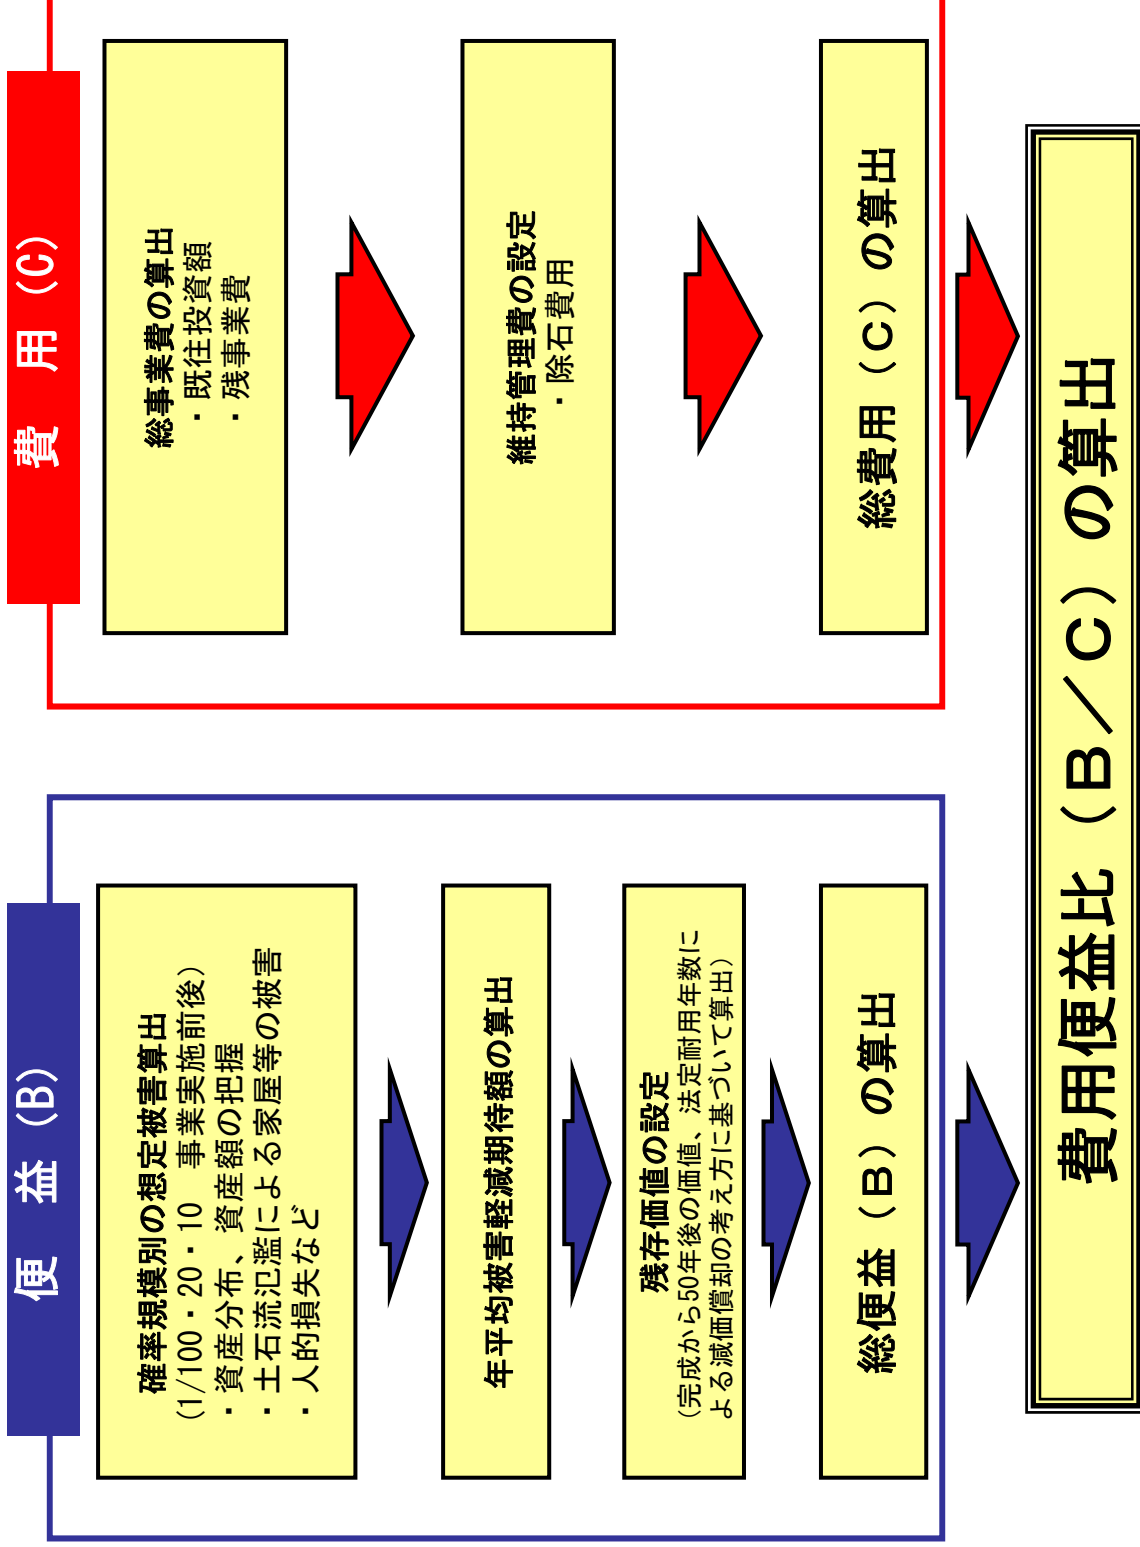 便　益（B）
確率規模別の想定被害算出
（1/100・20・10　事業実施前後）
・資産分布、資産額の把握
・土石流氾濫による家屋等の被害
・人的損失など
年平均被害軽減期待額の算出
残存価値の設定
（完成から50年後の価値、法定耐用年数に
よる減価償却の考え方に基づいて算出）
総便益（Ｂ）の算出
費　用（C）
総事業費の算出
・既往投資額
・残事業費
維持管理費の設定
・除石費用
総費用（Ｃ）の算出
費用便益比（Ｂ／Ｃ）の算出